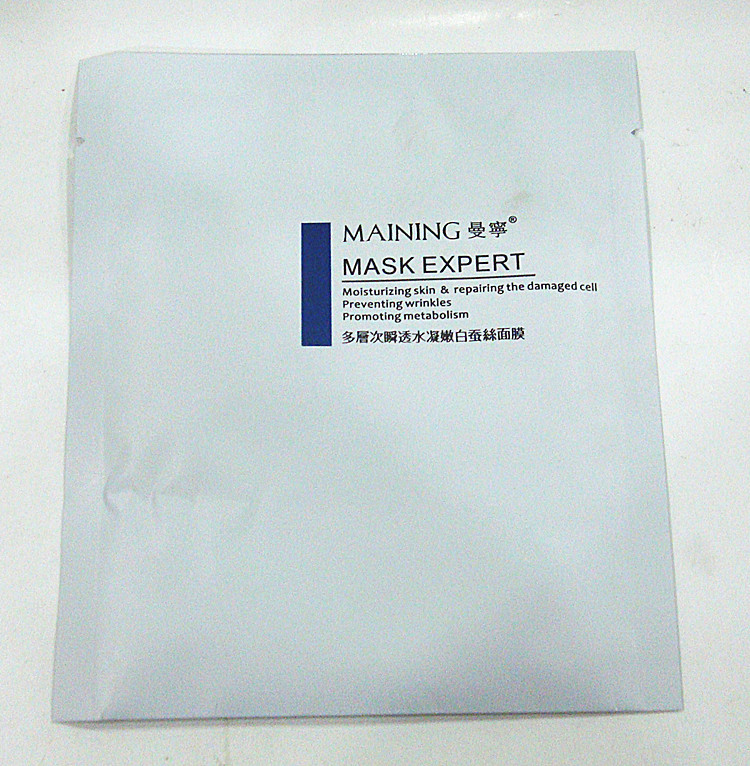 MAINING 曼寧®
MASK EXPERT
Moisturizing skin & repairing the damaged cell
Preventing wrinkles
Promoting metabolism
多層次瞬透水凝嫩白蚕絲面膜